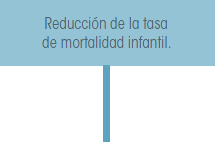 Reducción de la tasa
de mortalidad infantil.